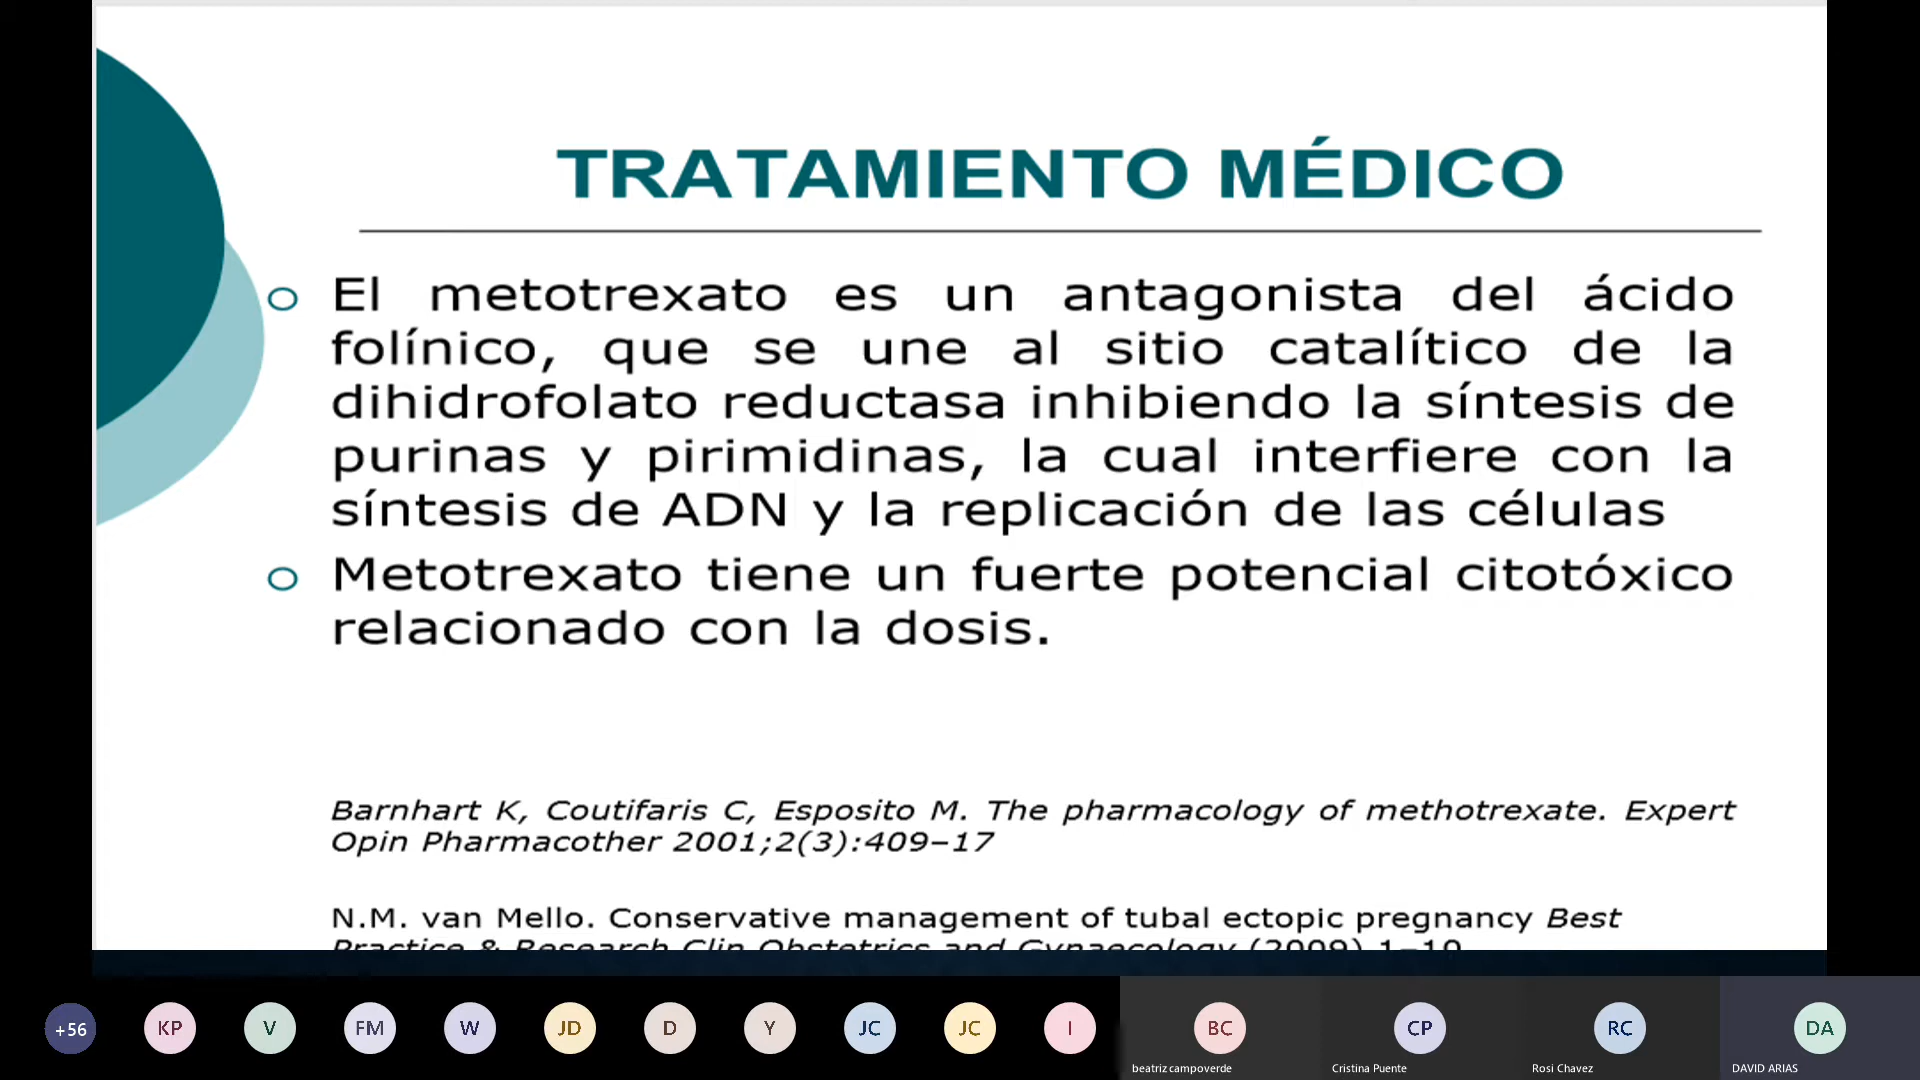 TRATAMIENTO MÉDICO
El metotrexato es un antagonista del ácido
folínico, que se une al sitio catalítico de la
dihidrofolato reductasa inhibiendo la síntesis de
purinas y pirimidinas, la cual interfiere con la
síntesis de ADN y la replicación de las células
Metotrexato tiene un fuerte potencial citotóxico
relacionado con la dosis.
Barnhart K, Coutifaris C, Esposito M. The pharmacology of methotrexate. Expert
Opin Pharmacother 2001;2(3):409–17
N.M. van Mello. Conservative management of tubal ectopic pregnancy Best
Practice & Research Clin Obstetrics and Gynaecology (2009) 1–10
+56
KP
V
FM
W
JD
D
Y
JC
JC
I
BC
CP
RC
DA
beatriz campoverde
Cristina Puente
Rosi Chavez
DAVID ARIAS